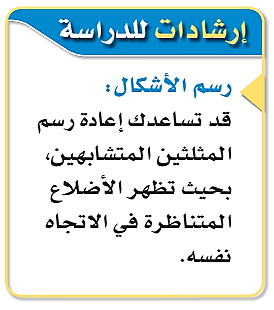 إرشادات للدراسة
رسم الأشكال:
قد تساعدك إعادة رسم
المثلثين المتشابهين،
بحيث تظهر الأضلاع
المتناظرة في الاتجاه
نفسه.